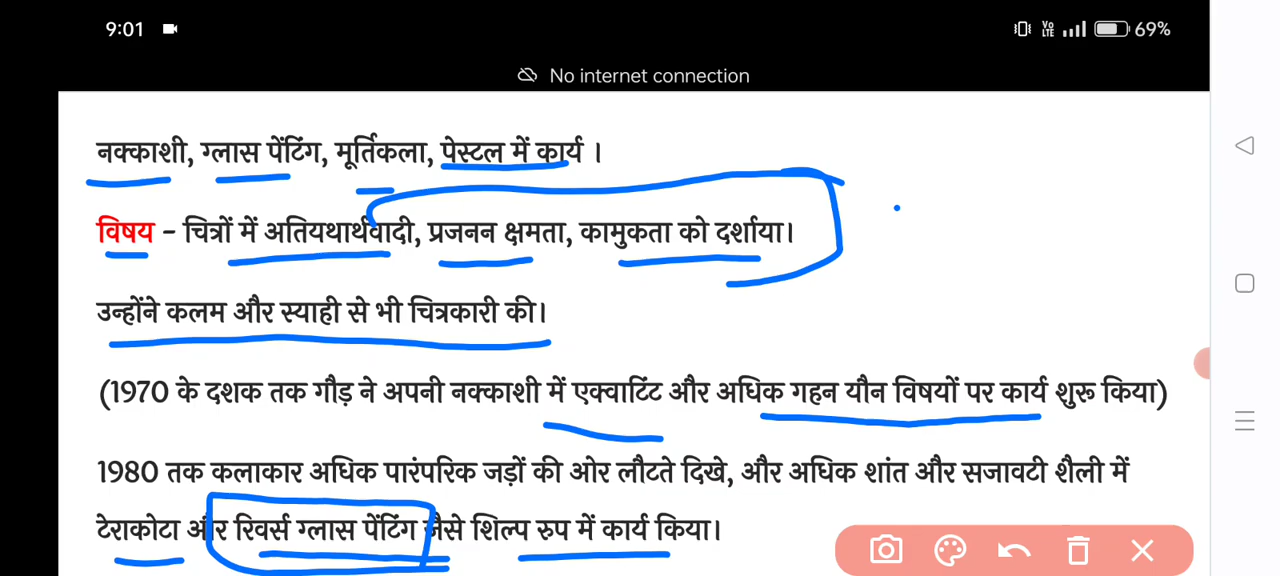 9:01 Vo LTE 69%
No internet connection
नक्काशी, ग्लास पेंटिंग, मूर्तिकला, पेस्टल में कार्य ।
विषय - चित्रों में अतियथार्थवादी, प्रजनन क्षमता, कामुकता को दर्शाया।
उन्होंने कलम और स्याही से भी चित्रकारी की।
(1970 के दशक तक गौड़ ने अपनी नक्काशी में एक्वाटिंट और अधिक गहन यौन विषयों पर कार्य शुरू किया)
1980 तक कलाकार अधिक पारंपरिक जड़ों की ओर लौटते दिखे, और अधिक शांत और सजावटी शैली में
टेराकोटा और रिवर्स ग्लास पेंटिंग जैसे शिल्प रुप में कार्य किया।